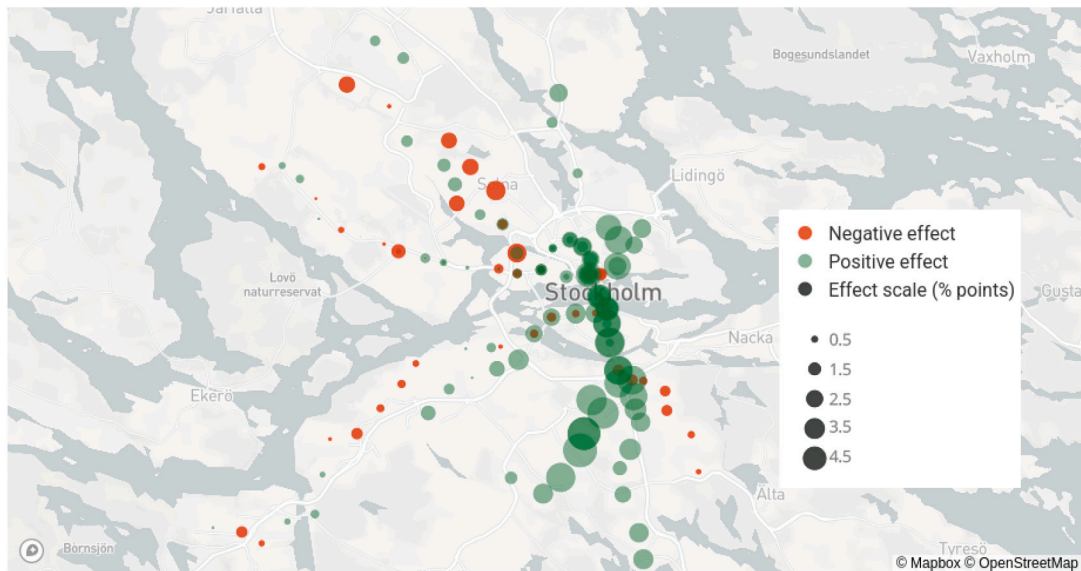 Järfälla
Bogesundslandet
Vaxholm
Solna
Lidingö
Lovö
naturreservat
Stockholm
Nacka
Ekerö
Älta
Bornsjön
Tyresö
Gusta
Negative effect
Positive effect
Effect scale (% points)
0.5
1.5
2.5
3.5
4.5
© Mapbox © OpenStreetMap